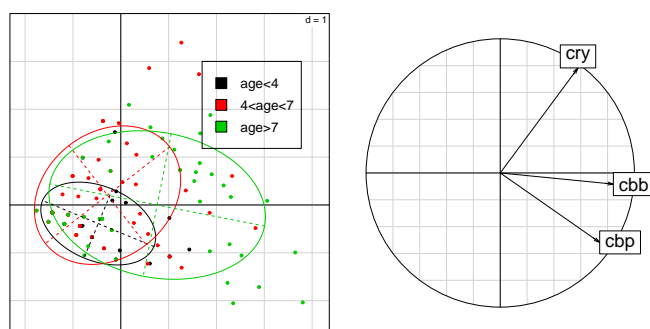 d = 1
age<4
4<age<7
age>7
cry
cbb
cbp